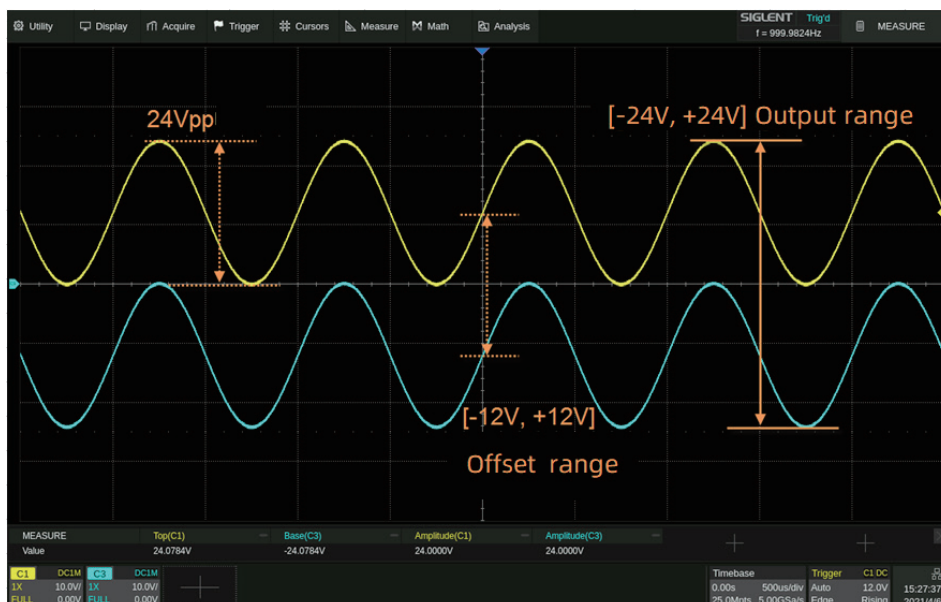 Utility Display Acquire Trigger Cursors Measure Math Analysis SIGLENT Trig'd MEASURE
f = 999.9824Hz
24Vpp
[-24V, +24V] Output range
[-12V, +12V]
Offset range
MEASURE Top(C1) Base(C3) Amplitude(C1) Amplitude(C3)
Value 24.0784V -24.0784V 24.0000V 24.0000V
C1 DC1M C3 DC1M Timebase Trigger C1 DC
1X 10.0V/ 1X 10.0V/ 0.00s 500us/div Auto 12.0V 15:27:37
FULL 0.00V FULL 0.00V 25.0Mpts 5.00GSa/s Edge Rising